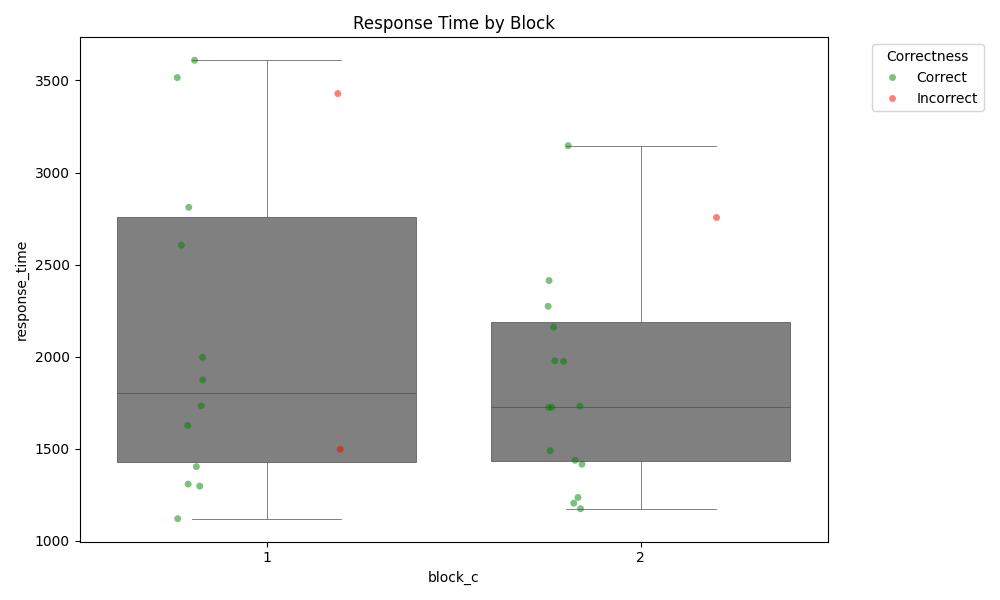 Response Time by Block
Correctness
Correct
Incorrect
response_time
3500
3000
2500
2000
1500
1000
1
2
block_c